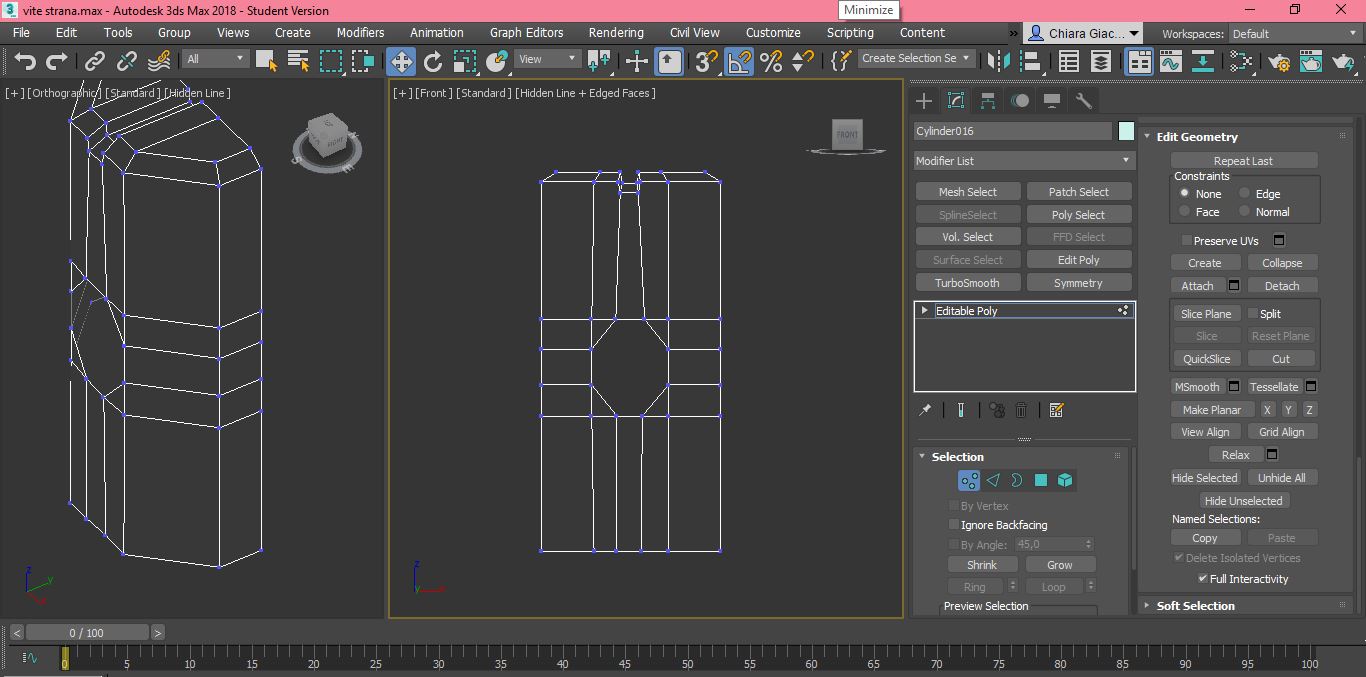 3 vite strana.max - Autodesk 3ds Max 2018 - Student Version
Minimize
File Edit Tools Group Views Create Modifiers Animation Graph Editors Rendering Civil View Customize Scripting Content » Chiara Giac... Workspaces: Default
All View 3 Create Selection Se
[+] [Orthographic] [Standard] [Hidden Line]
[+] [Front] [Standard] [Hidden Line + Edged Faces]
FRONT
Cylinder016
Modifier List
Mesh Select Patch Select
SplineSelect Poly Select
Vol. Select FFD Select
Surface Select Edit Poly
TurboSmooth Symmetry
Editable Poly
Selection
By Vertex
Ignore Backfacing
By Angle: 45,0
Shrink Grow
Ring Loop
Preview Selection
Edit Geometry
Repeat Last
Constraints
None Edge
Face Normal
Preserve UVs
Create Collapse
Attach Detach
Slice Plane Split
Slice Reset Plane
QuickSlice Cut
MSmooth Tessellate
Make Planar X Y Z
View Align Grid Align
Relax
Hide Selected Unhide All
Hide Unselected
Named Selections:
Copy Paste
Delete Isolated Vertices
Full Interactivity
Soft Selection
z y x
z y x
< 0 / 100 >
0 5 10 15 20 25 30 35 40 45 50 55 60 65 70 75 80 85 90 95 100